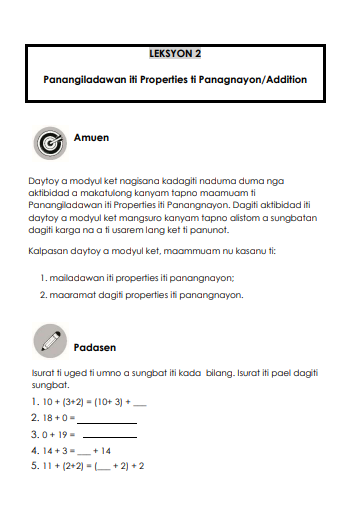 LEKSYON 2
Panangiladawan iti Properties ti Panagnayon/Addition
Amuen
Daytoy a modyul ket nagisana kadagiti naduma duma nga
aktibidad a makatulong kanyam tapno maamuam ti
Panangiladawan iti Properties iti Panangnayon. Dagiti aktibidad iti
daytoy a modyul ket mangsuro kanyam tapno alistom a sungbatan
dagiti karga na a ti usarem lang ket ti panunot.
Kalpasan daytoy a modyul ket, maammuam nu kasanu ti:
1. mailadawan iti properties iti panangnayon;
2. maaramat dagiti properties iti panangnayon.
Padasen
Isurat ti uged ti umno a sungbat iti kada bilang. Isurat iti pael dagiti
sungbat.
1. 10 + (3+2) = (10+ 3) + ___
2. 18 + 0 = ____________
3. 0 + 19 = ___________
4. 14 + 3 = ___ + 14
5. 11 + (2+2) = (___ + 2) + 2